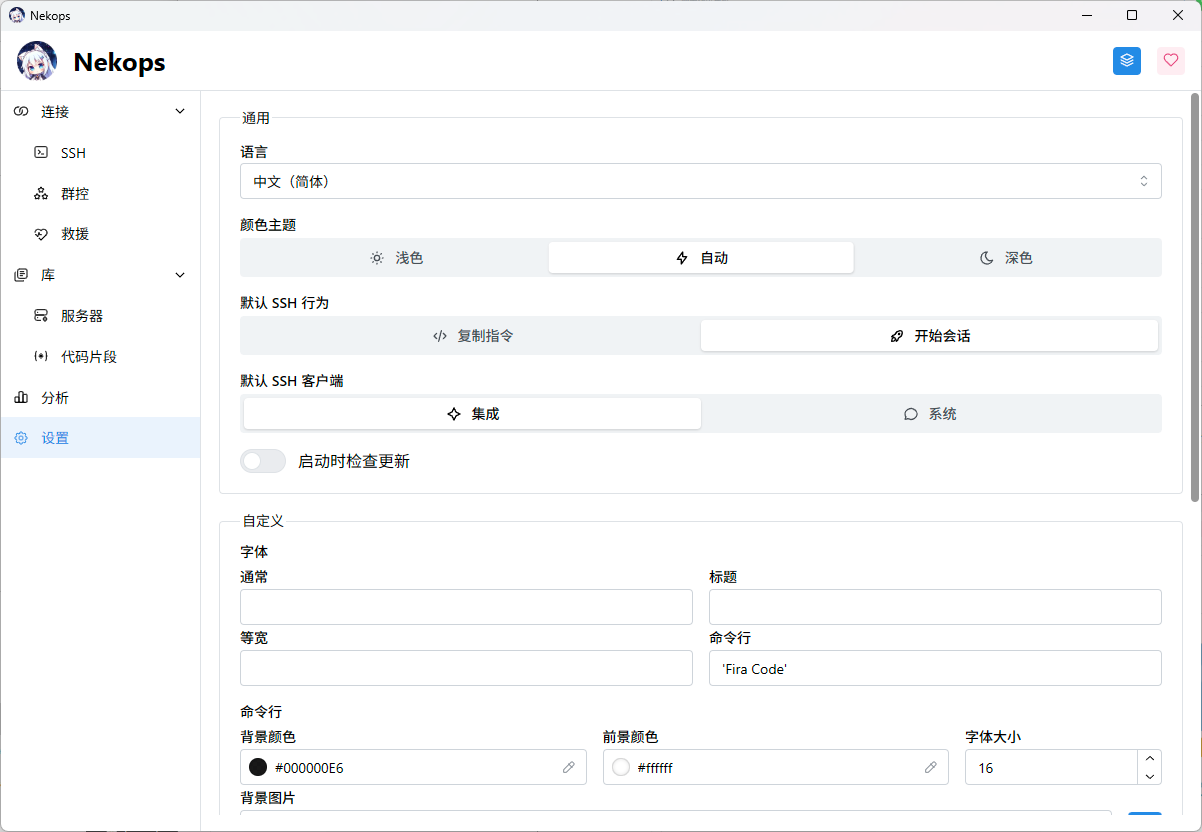 Nekops
Nekops
连接
SSH
群控
救援
库
服务器
代码片段
分析
设置
通用
语言
中文（简体）
颜色主题
浅色 自动 深色
默认 SSH 行为
复制指令 开始会话
默认 SSH 客户端
集成 系统
启动时检查更新
自定义
字体
通常 标题
等宽 命令行
'Fira Code'
命令行
背景颜色 前景颜色 字体大小
#000000E6 #ffffff 16
背景图片